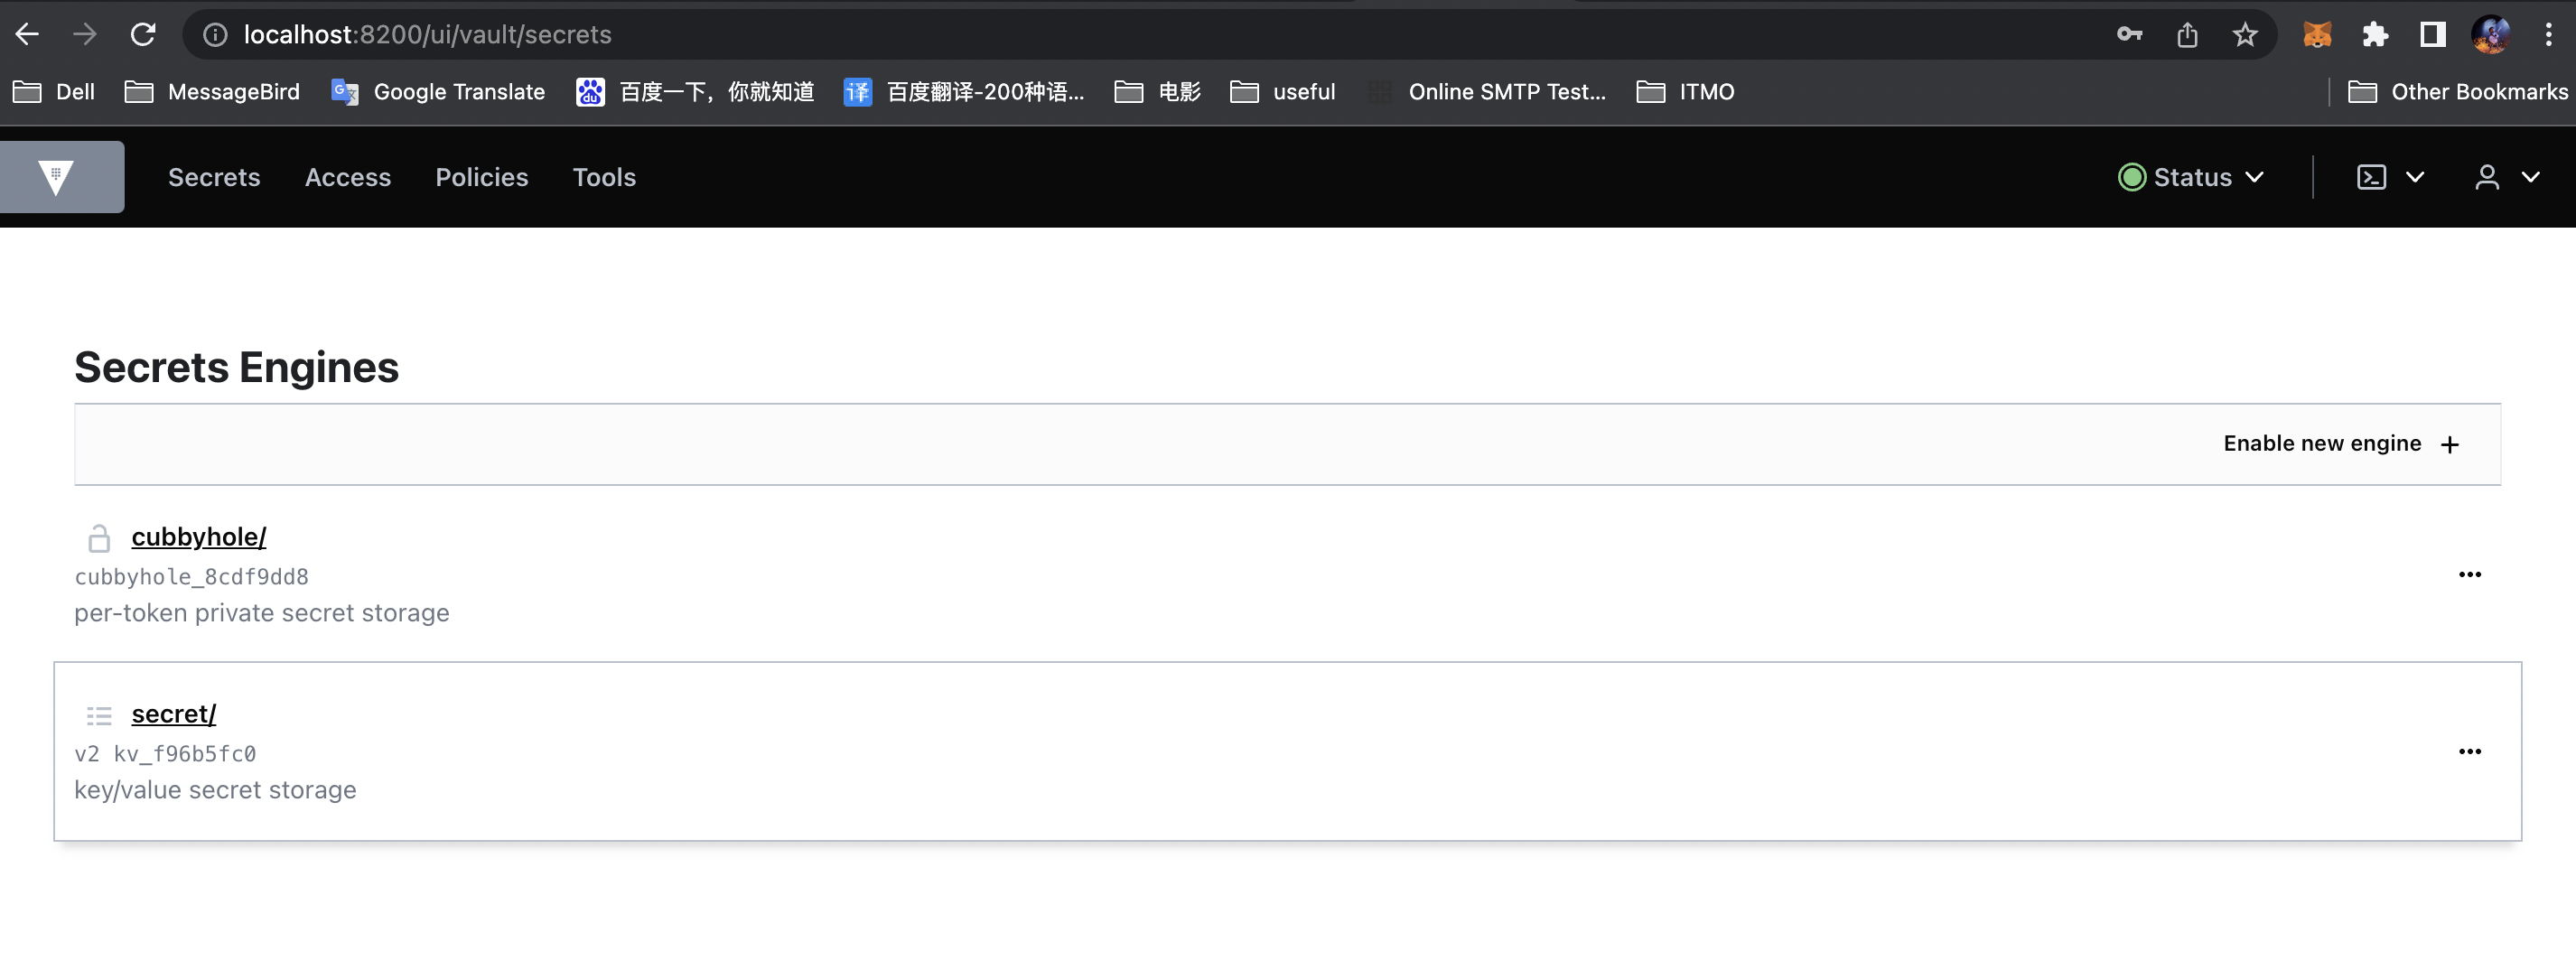 localhost:8200/ui/vault/secrets
Dell MessageBird Google Translate 百度一下，你就知道 百度翻译-200种语... 电影 useful Online SMTP Test... ITMO Other Bookmarks
Secrets Access Policies Tools Status
Secrets Engines
Enable new engine +
cubbyhole/
cubbyhole_8cdf9dd8
per-token private secret storage
secret/
v2 kv_f96b5fc0
key/value secret storage